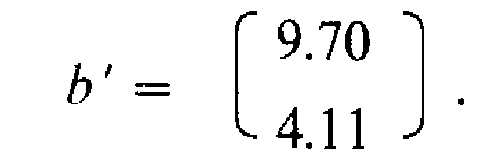 9.70
b′ = ( ) .
4.11